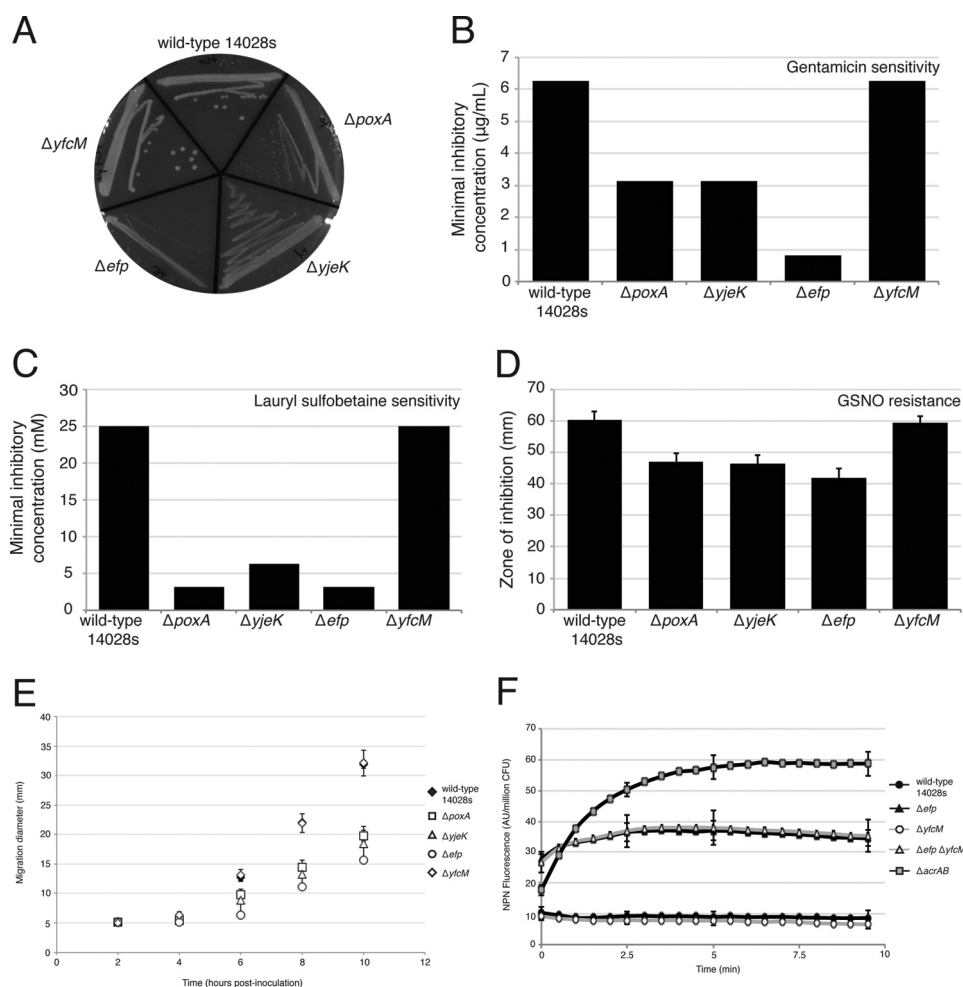 A
wild-type 14028s
ΔpoxA
ΔyfcM
Δefp
ΔyjeK
B
Gentamicin sensitivity
Minimal inhibitory
concentration (µg/mL)
7
6
5
4
3
2
1
0
wild-type
14028s
ΔpoxA
ΔyjeK
Δefp
ΔyfcM
C
Lauryl sulfobetaine sensitivity
Minimal inhibitory
concentration (mM)
30
25
20
15
10
5
0
wild-type
14028s
ΔpoxA
ΔyjeK
Δefp
ΔyfcM
D
GSNO resistance
Zone of inhibition (mm)
70
60
50
40
30
20
10
0
wild-type
14028s
ΔpoxA
ΔyjeK
Δefp
ΔyfcM
E
Migration diameter (mm)
40
35
30
25
20
15
10
5
0
0 2 4 6 8 10 12
Time (hours post-inoculation)
wild-type
14028s
ΔpoxA
ΔyjeK
Δefp
ΔyfcM
F
NPN Fluorescence (AU/million CFU)
70
60
50
40
30
20
10
0
0 2.5 5 7.5 10
Time (min)
wild-type
14028s
Δefp
ΔyfcM
Δefp ΔyfcM
ΔacrAB